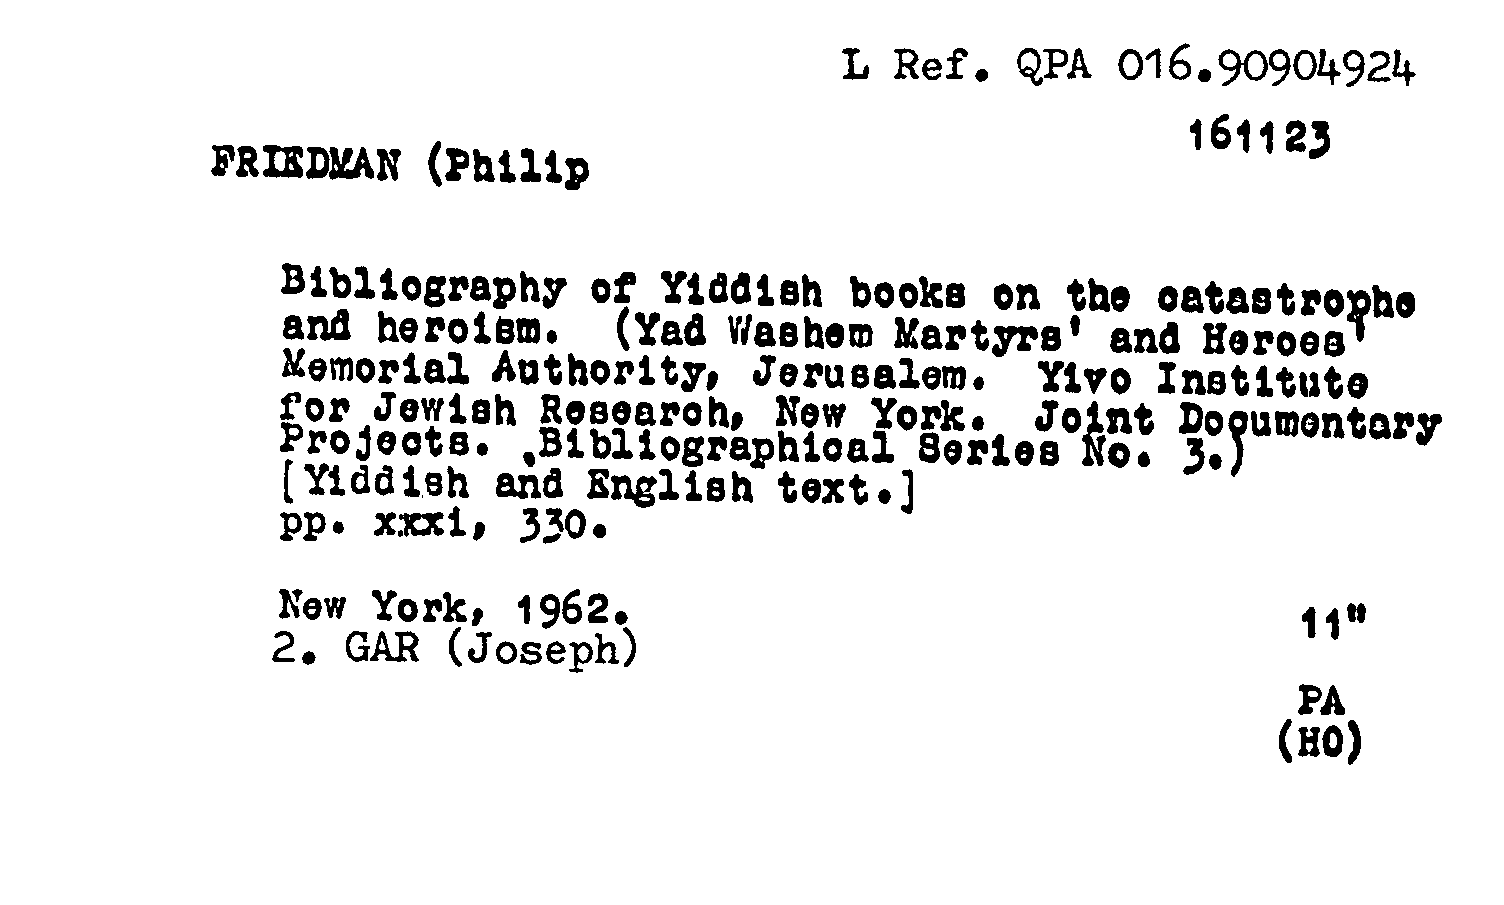 L Ref. QPA 016.90904924
161123
FRIEDMAN (Philip
Bibliography of Yiddish books on the catastrophe
and heroism. (Yad Washem Martyrs' and Heroes'
Memorial Authority, Jerusalem. Yivo Institute
for Jewish Research, New York. Joint Documentary
Projects. Bibliographical Series No. 3.)
[Yiddish and English text.]
pp. xxxi, 330.
New York, 1962.
11"
2. GAR (Joseph)
PA
(HO)